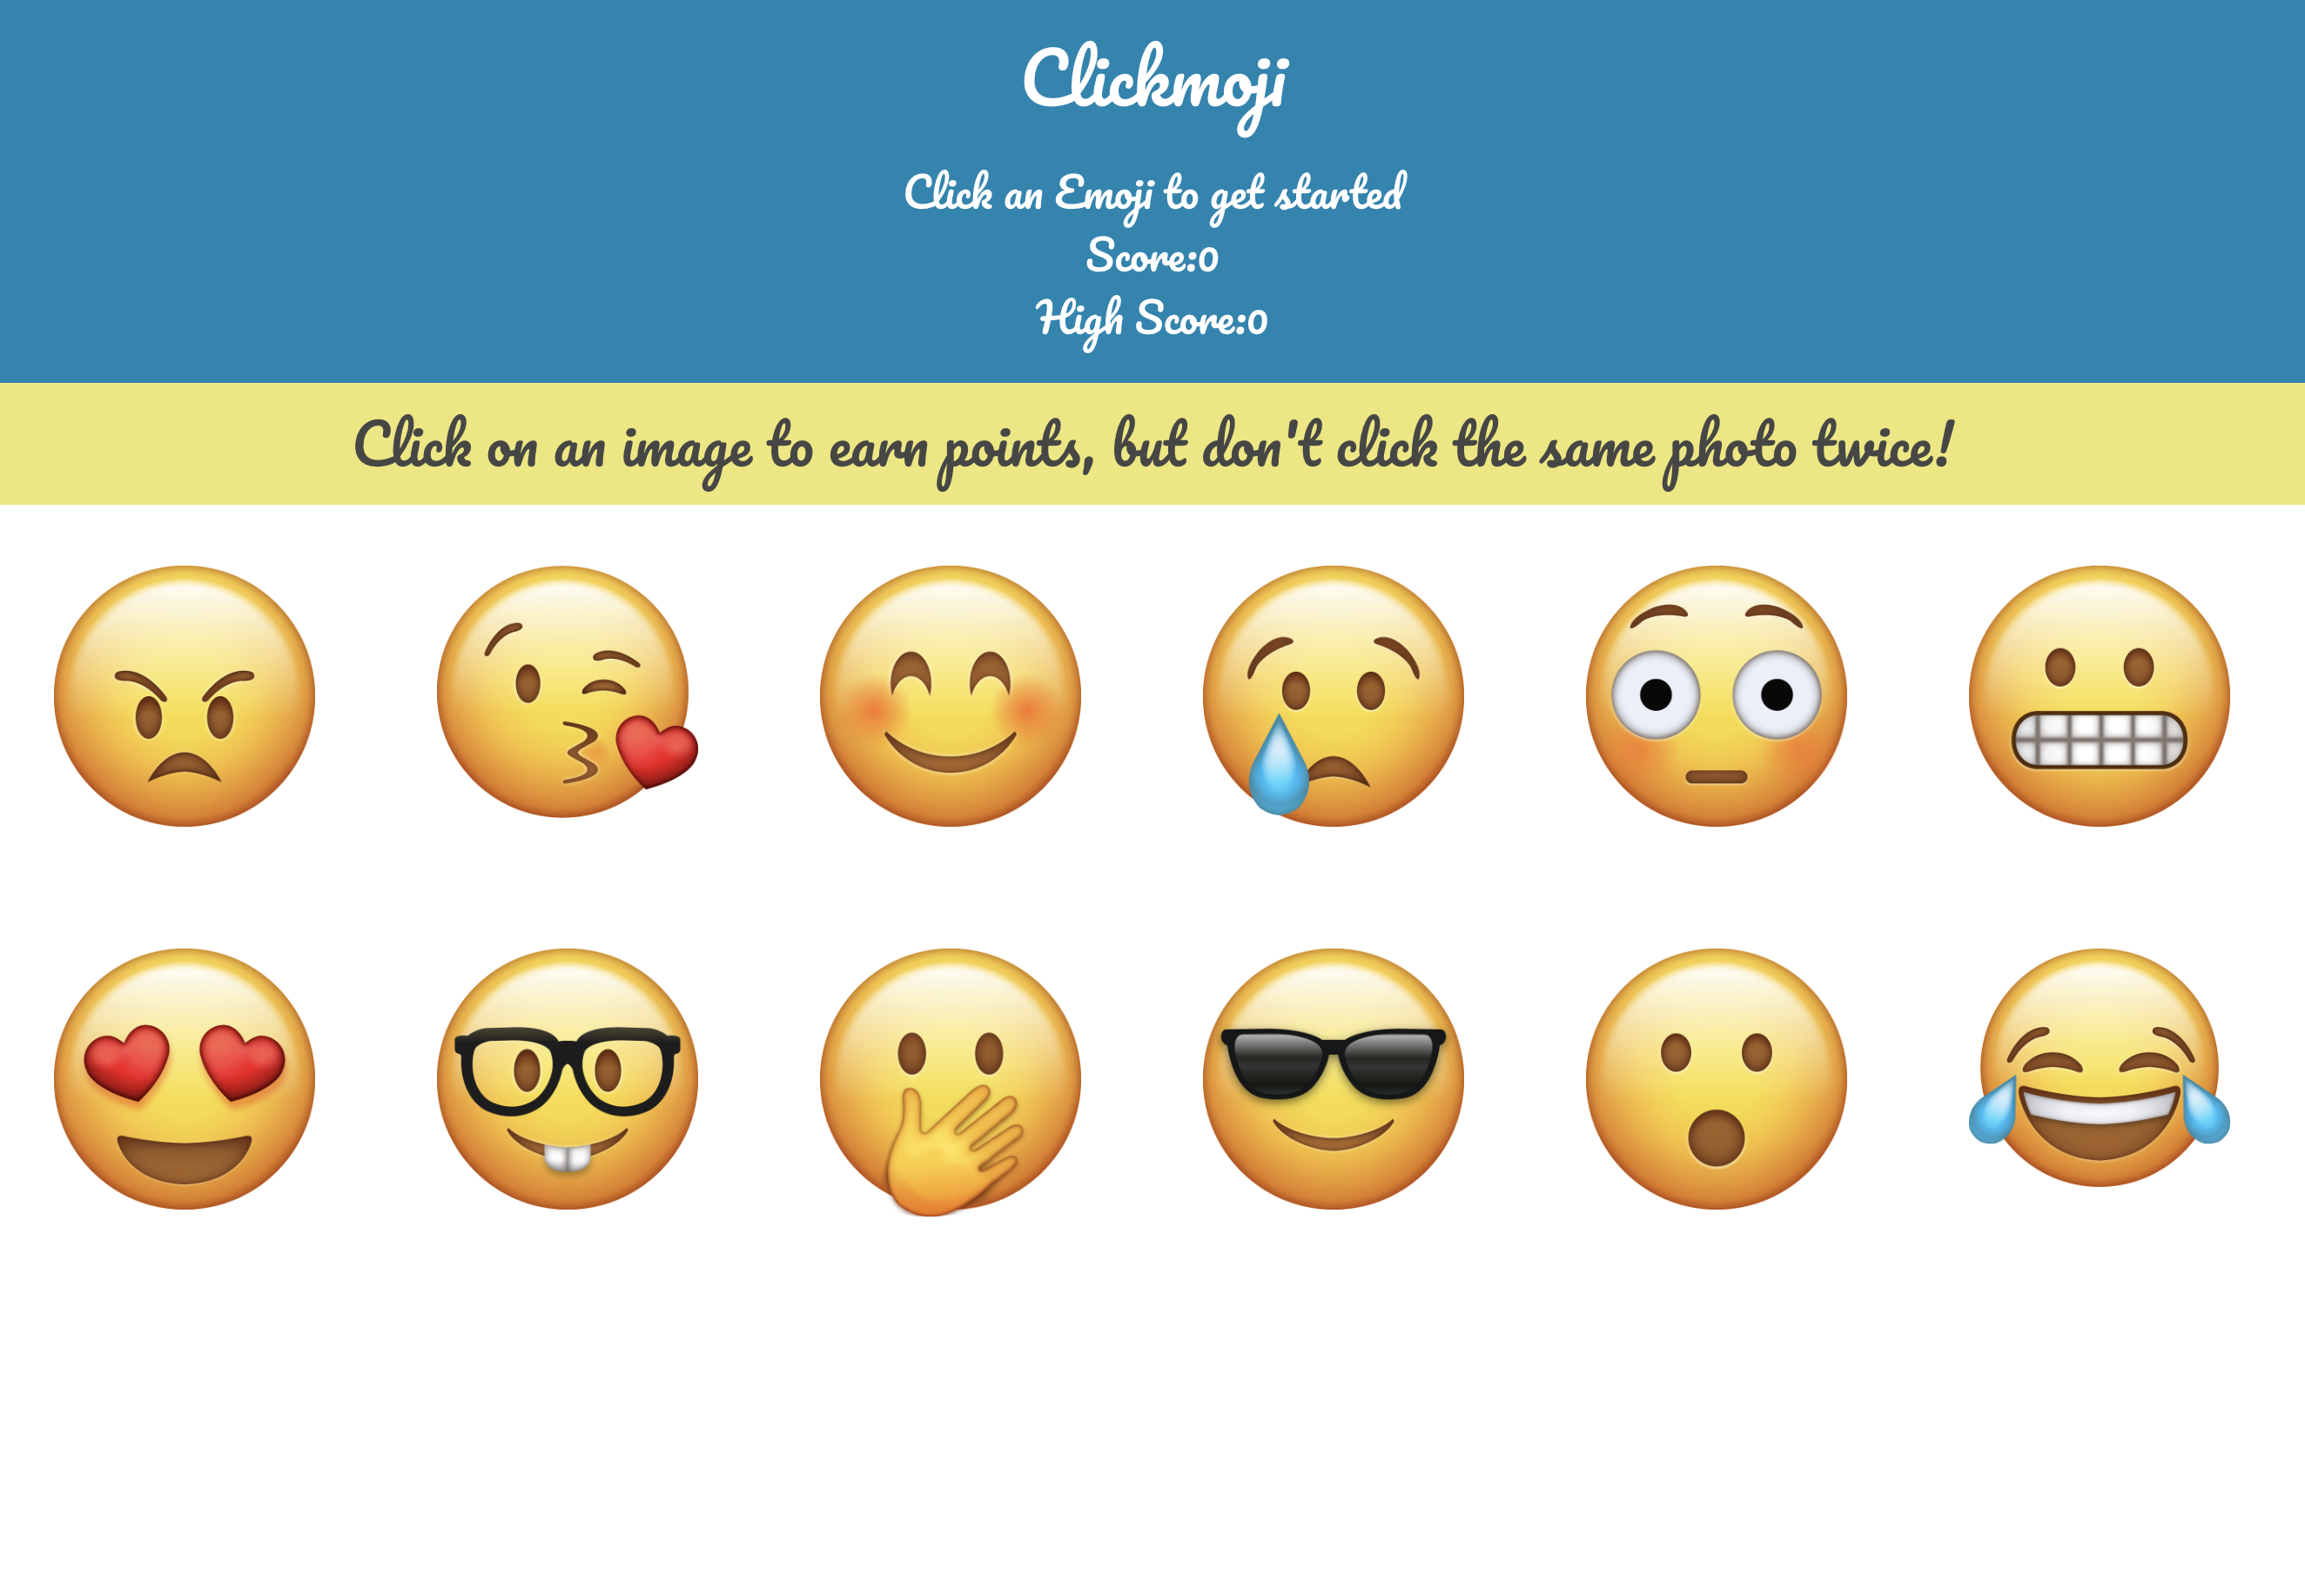 Clickmoji
Click an Emoji to get started
Score:0
High Score:0
Click on an image to earn points, but don't click the same photo twice!